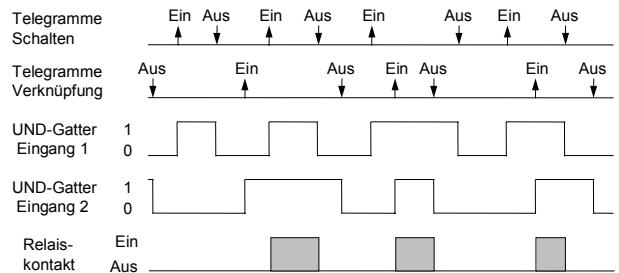 Telegramme Ein Aus Ein Aus Ein Aus Ein Aus
Schalten
Telegramme Aus Ein Aus Ein Aus Ein Aus
Verknüpfung
UND-Gatter 1
Eingang 1 0
UND-Gatter 1
Eingang 2 0
Relais- Ein
kontakt Aus